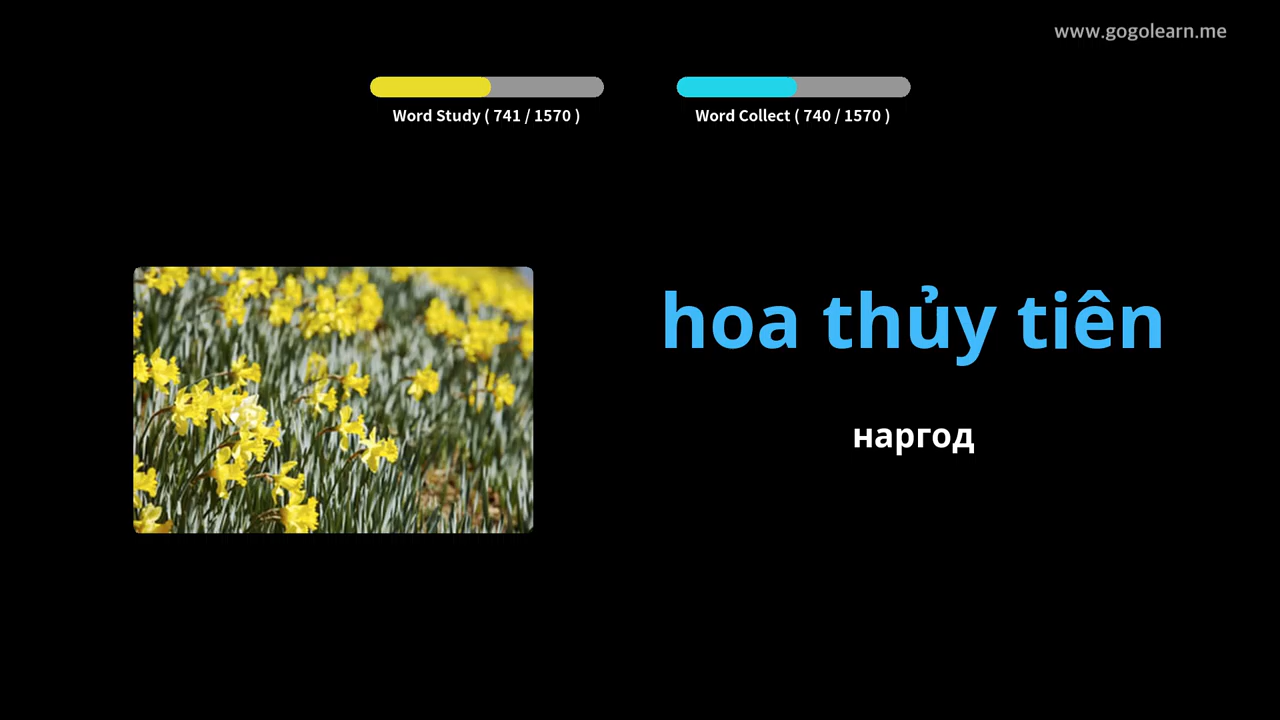 www.gogolearn.me
Word Study ( 741 / 1570 )
Word Collect ( 740 / 1570 )
hoa thủy tiên
наргод